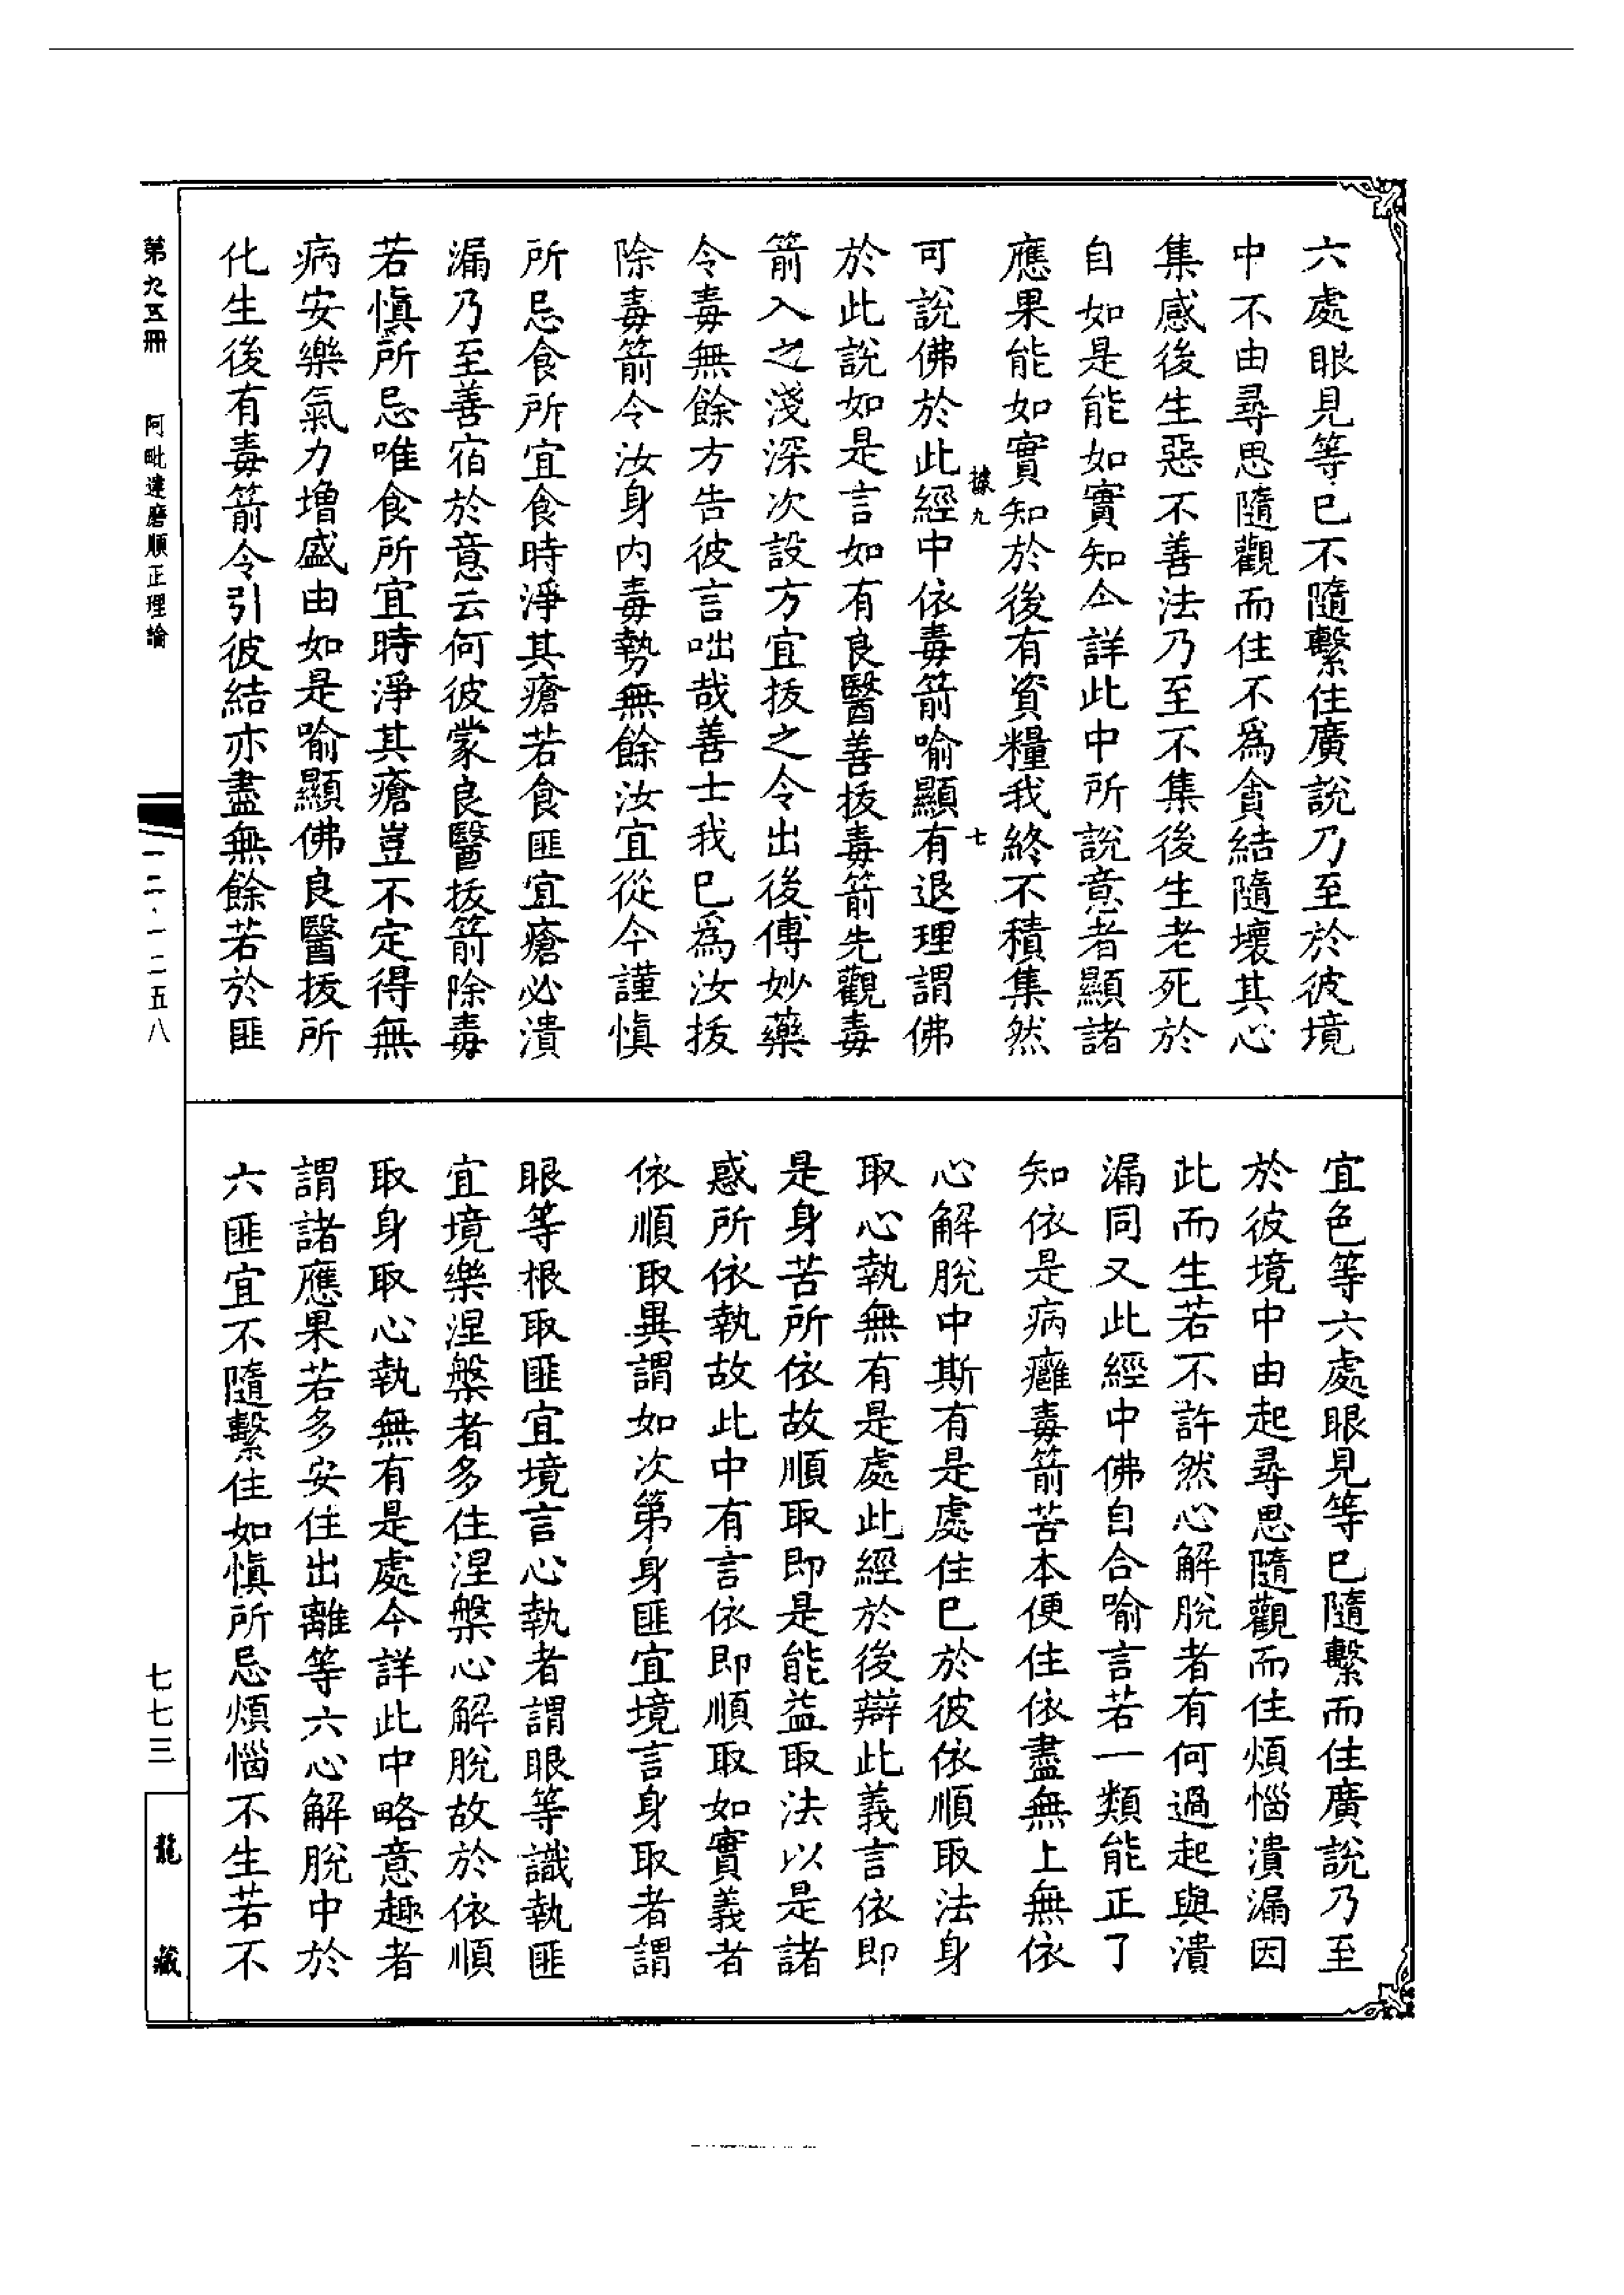 六處眼見等已不隨繫住廣說乃至於彼境
中不由尋思隨觀而住不爲貪結隨壞其心
集感後生惡不善法乃至不集後生老死於
自如是能如實知今詳此中所說意者顯諸
應果能如實知於後有資糧我終不積集然
據九
七
可說佛於此經中依毒箭喻顯有退理謂佛
於此說如是言如有良醫善拔毒箭先觀毒
箭入之淺深次設方宜拔之令出後傅妙藥
令毒無餘方告彼言咄哉善士我已爲汝拔
除毒箭令汝身內毒勢無餘汝宜從今謹慎
所忌食所宜食時淨其瘡若食匪宜瘡必潰
漏乃至善宿於意云何彼蒙良醫拔箭除毒
若慎所忌唯食所宜時淨其瘡豈不定得無
病安樂氣力增盛由如是喻顯佛良醫拔所
化生後有毒箭令引彼結亦盡無餘若於匪
宜色等六處眼見等已隨繫而住廣說乃至
於彼境中由起尋思隨觀而住煩惱潰漏因
此而生若不許然心解脫者有何過起與潰
漏同又此經中佛自合喻言若一類能正了
知依是病癰毒箭苦本便住依盡無上無依
心解脫中斯有是處住已於彼依順取法身
取心執無有是處此經於後辯此義言依即
是身苦所依故順取即是能益取法以是諸
惑所依執故此中有言依即順取如實義者
依順取異謂如次第身匪宜境言身取者謂
眼等根取匪宜境言心執者謂眼等識執匪
宜境樂涅槃者多住涅槃心解脫故於依順
取身取心執無有是處今詳此中略意趣者
謂諸應果若多安住出離等六心解脫中於
六匪宜不隨繫住如慎所忌煩惱不生若不
第九五冊
阿毗達磨順正理論
一二·一二五八
七七三
龍藏